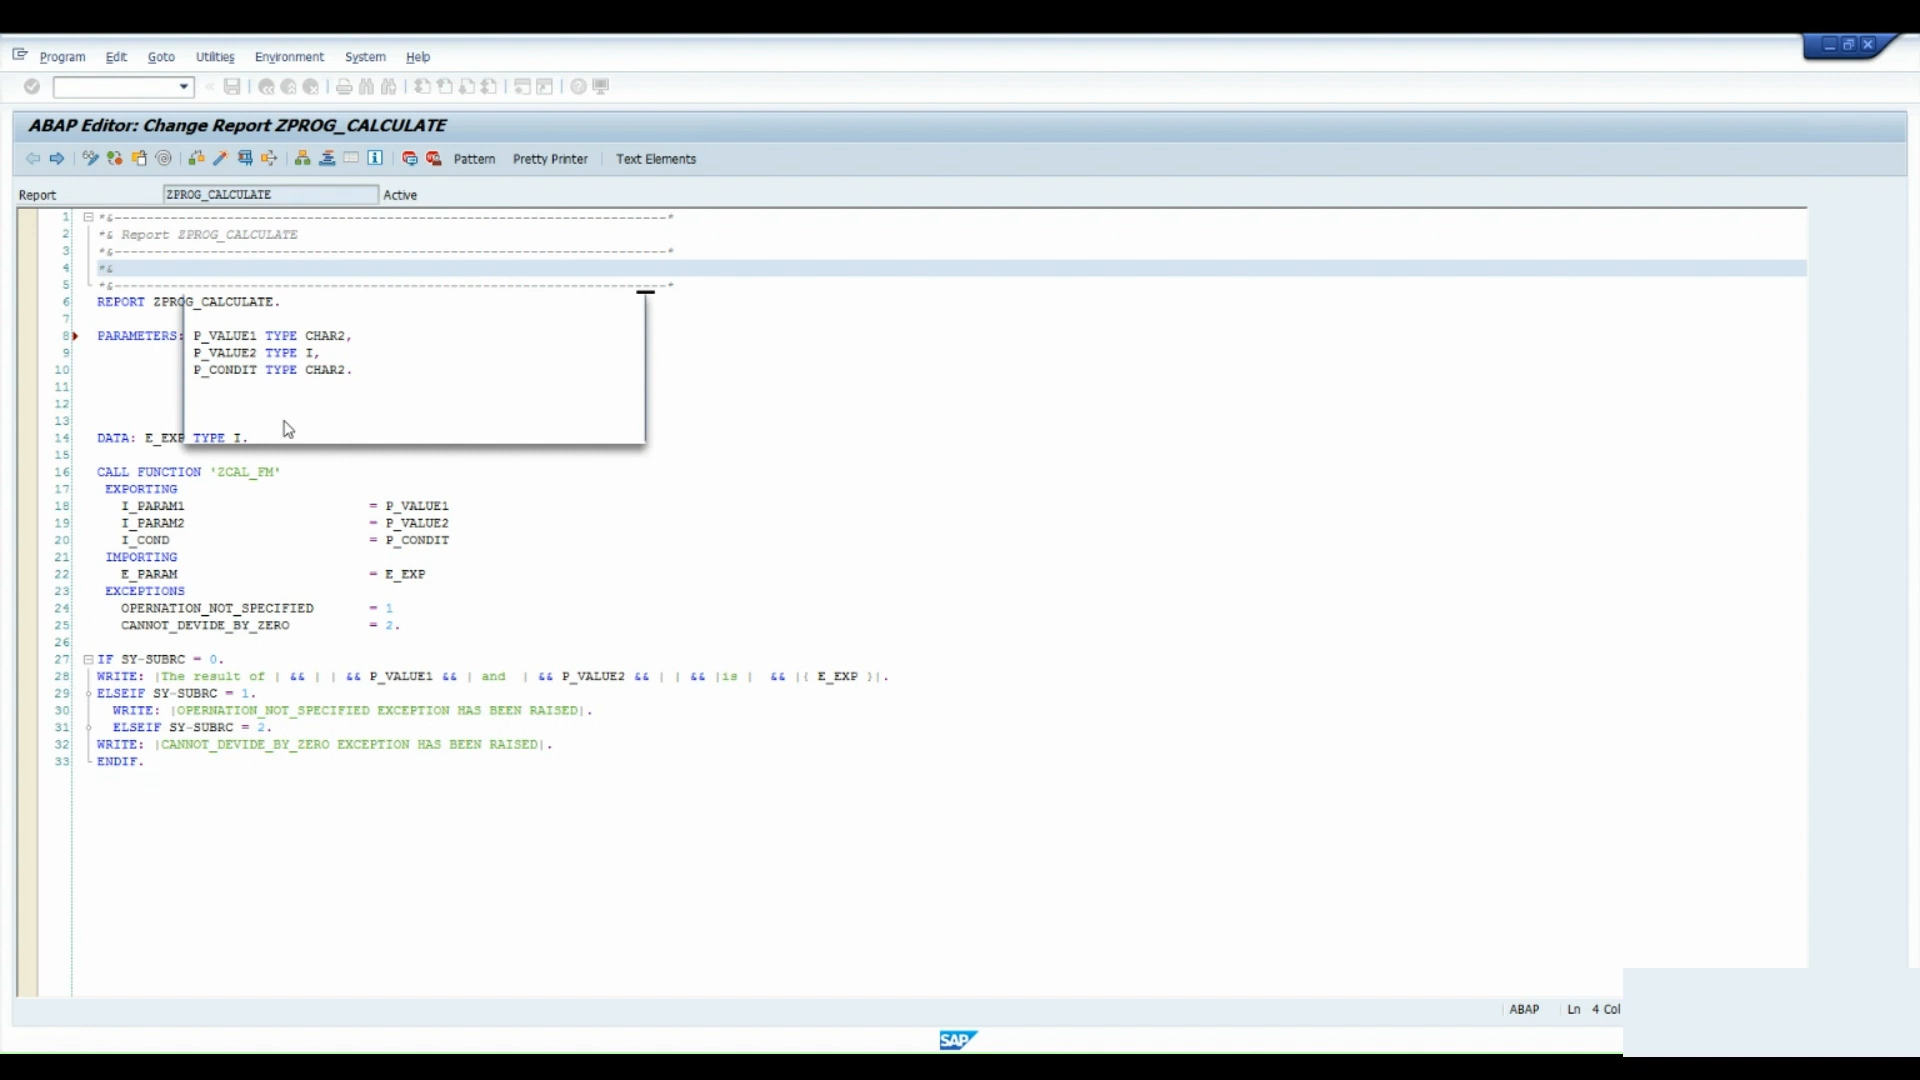 Program Edit Goto Utilities Environment System Help
ABAP Editor: Change Report ZPROG_CALCULATE
Pattern Pretty Printer Text Elements
Report ZPROG_CALCULATE Active
1 *&---------------------------------------------------------------------*
2 *& Report ZPROG_CALCULATE
3 *&---------------------------------------------------------------------*
4 *&
5 *&---------------------------------------------------------------------*
6 REPORT ZPROG_CALCULATE.
7
8 PARAMETERS: P_VALUE1 TYPE CHAR2,
9 P_VALUE2 TYPE I,
10 P_CONDIT TYPE CHAR2.
11
12
13
14 DATA: E_EXP TYPE I.
15
16 CALL FUNCTION 'ZCAL_FM'
17 EXPORTING
18 I_PARAM1 = P_VALUE1
19 I_PARAM2 = P_VALUE2
20 I_COND = P_CONDIT
21 IMPORTING
22 E_PARAM = E_EXP
23 EXCEPTIONS
24 OPERNATION_NOT_SPECIFIED = 1
25 CANNOT_DEVIDE_BY_ZERO = 2.
26
27 IF SY-SUBRC = 0.
28 WRITE: |The result of | && | | && P_VALUE1 && | and | && P_VALUE2 && | | && |is | && |{ E_EXP }|.
29 ELSEIF SY-SUBRC = 1.
30 WRITE: |OPERNATION_NOT_SPECIFIED EXCEPTION HAS BEEN RAISED|.
31 ELSEIF SY-SUBRC = 2.
32 WRITE: |CANNOT_DEVIDE_BY_ZERO EXCEPTION HAS BEEN RAISED|.
33 ENDIF.
ABAP Ln 4 Col
SAP